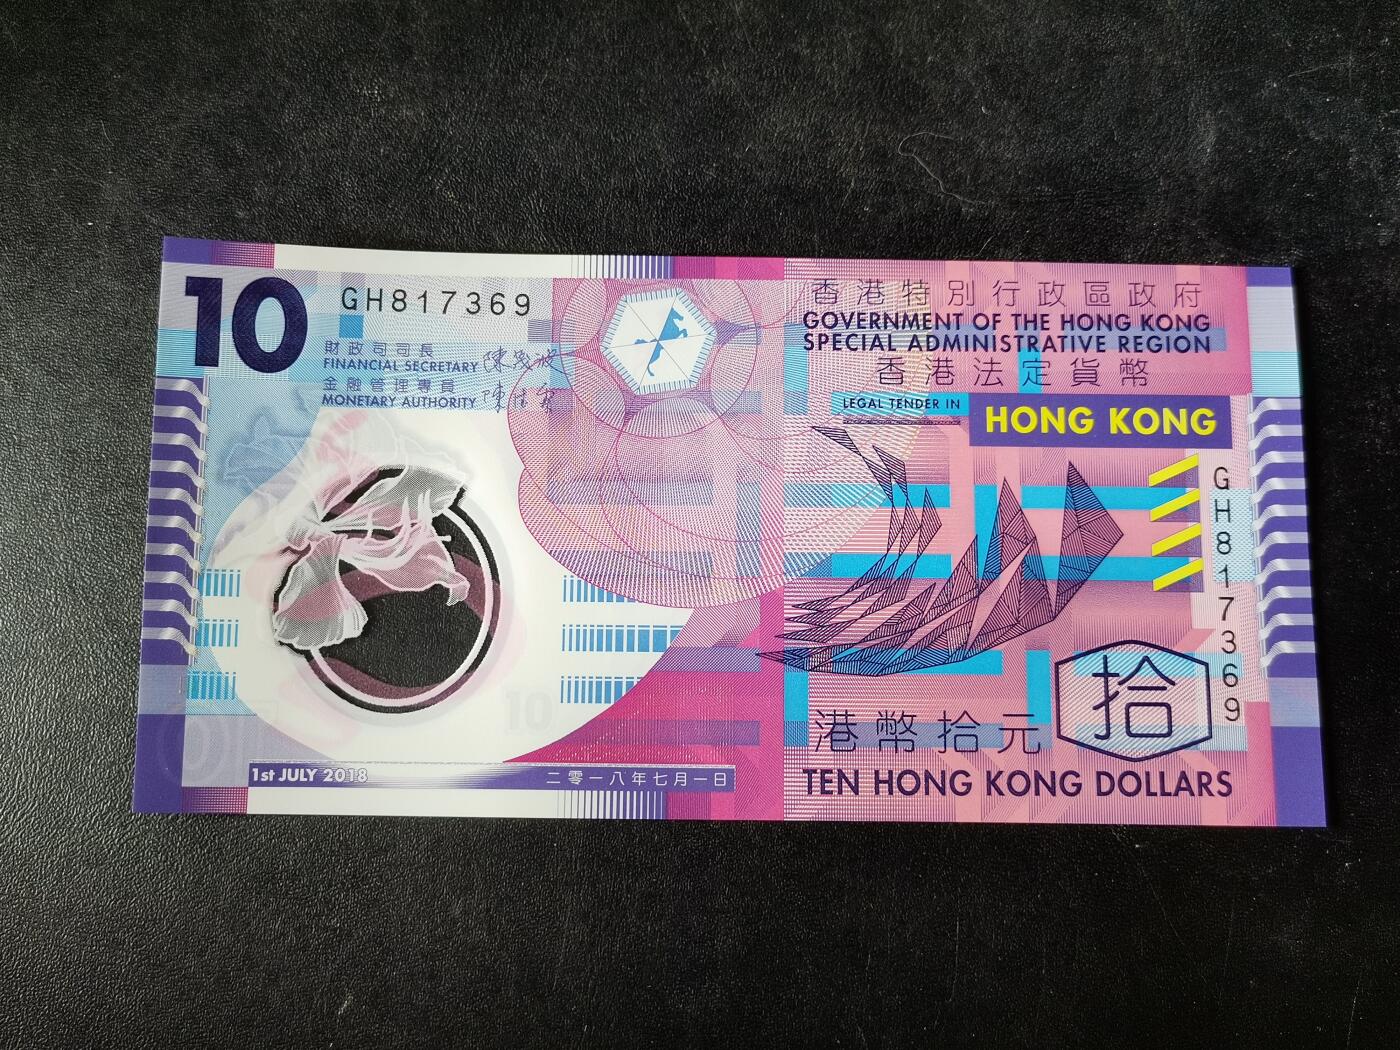 10
GH817369
財政司司長
FINANCIAL SECRETARY
金融管理專員
MONETARY AUTHORITY
香港特別行政區政府
GOVERNMENT OF THE HONG KONG
SPECIAL ADMINISTRATIVE REGION
香港法定貨幣
LEGAL TENDER IN
HONG KONG
GH817369
10
拾
港幣拾元
TEN HONG KONG DOLLARS
1st JULY 2018
二零一八年七月一日